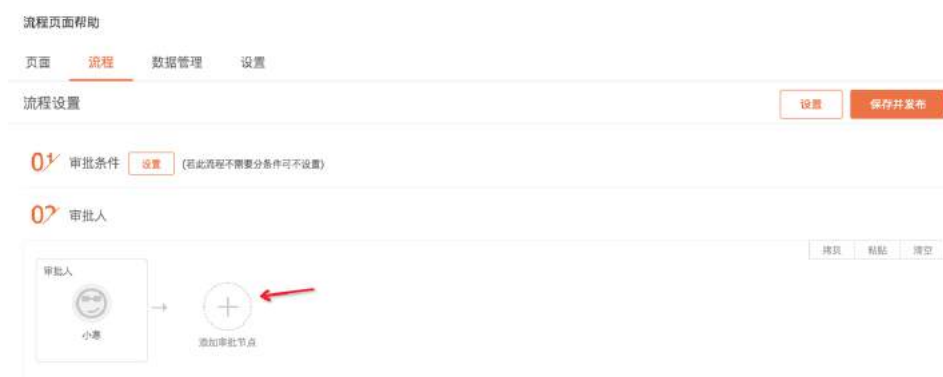 流程页面帮助
页面 流程 数据管理 设置
流程设置 设置 保存并发布
01 审批条件 设置 (若此流程不需要分条件可不设置)
02 审批人
拷贝 粘贴 清空
审批人
添加审批节点